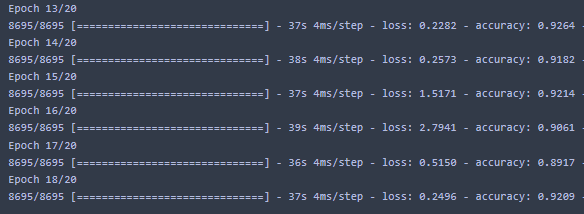 Epoch 13/20
8695/8695 [==============================] - 37s 4ms/step - loss: 0.2282 - accuracy: 0.9264 -
Epoch 14/20
8695/8695 [==============================] - 38s 4ms/step - loss: 0.2573 - accuracy: 0.9182 -
Epoch 15/20
8695/8695 [==============================] - 37s 4ms/step - loss: 1.5171 - accuracy: 0.9214 -
Epoch 16/20
8695/8695 [==============================] - 39s 4ms/step - loss: 2.7941 - accuracy: 0.9061 -
Epoch 17/20
8695/8695 [==============================] - 36s 4ms/step - loss: 0.5150 - accuracy: 0.8917 -
Epoch 18/20
8695/8695 [==============================] - 37s 4ms/step - loss: 0.2496 - accuracy: 0.9209 -